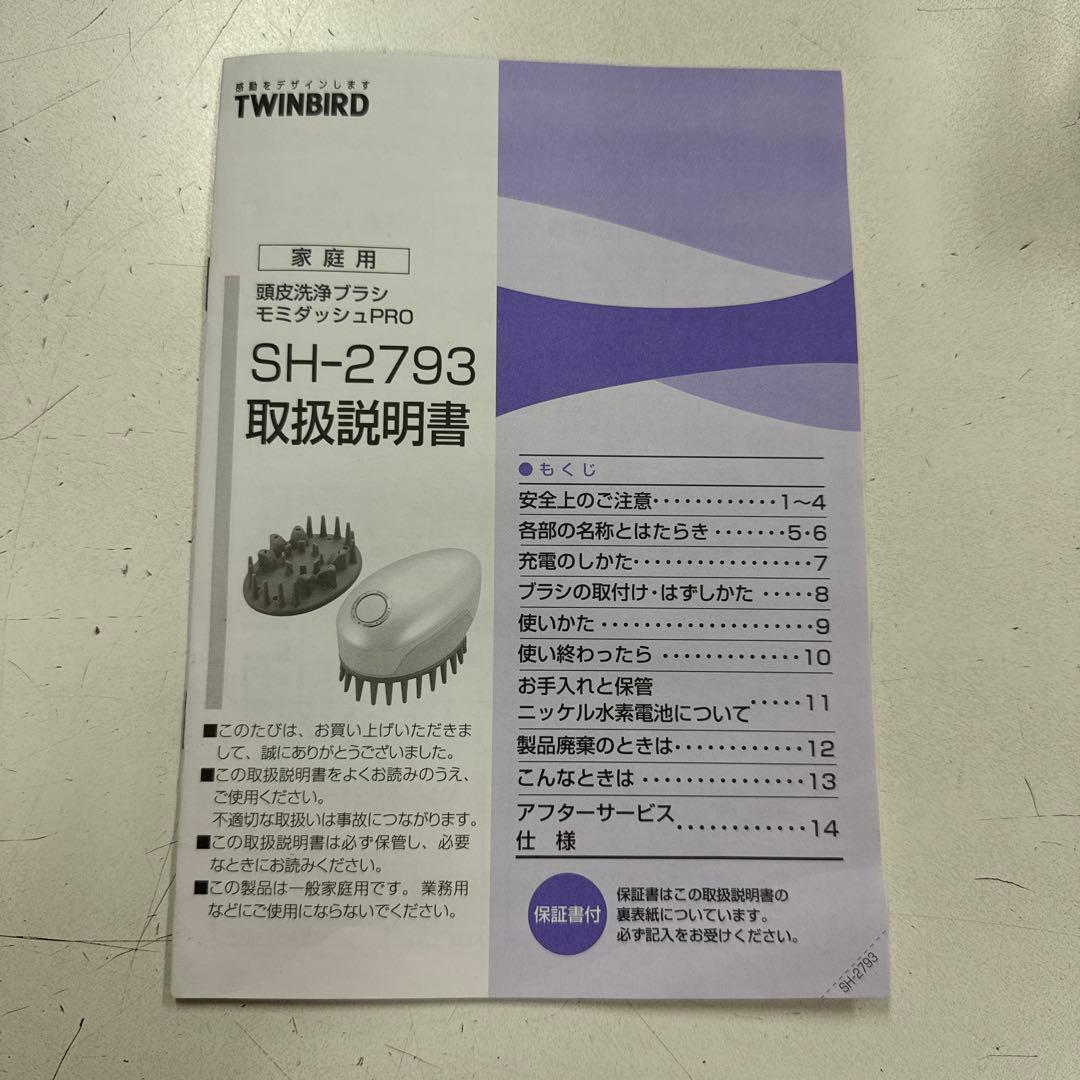 感動をデザインします
TWINBIRD
家庭用
頭皮洗浄ブラシ
モミダッシュPRO
SH-2793
取扱説明書
■このたびは、お買い上げいただきま
して、誠にありがとうございました。
■この取扱説明書をよくお読みのうえ、
ご使用ください。
不適切な取扱いは事故につながります。
■この取扱説明書は必ず保管し、必要
なときにお読みください。
■この製品は一般家庭用です。業務用
などにご使用にならないでください。
●もくじ
安全上のご注意・・・・・・・・・・・・1〜4
各部の名称とはたらき・・・・・・・5・6
充電のしかた・・・・・・・・・・・・・・・・・7
ブラシの取付け・はずしかた・・・・・8
使いかた・・・・・・・・・・・・・・・・・・・・9
使い終わったら・・・・・・・・・・・・・10
お手入れと保管
ニッケル水素電池について・・・・・11
製品廃棄のときは・・・・・・・・・・・・12
こんなときは・・・・・・・・・・・・・・・13
アフターサービス
仕様・・・・・・・・・・・・14
保証書付
保証書はこの取扱説明書の
裏表紙についています。
必ず記入をお受けください。
SH-2793